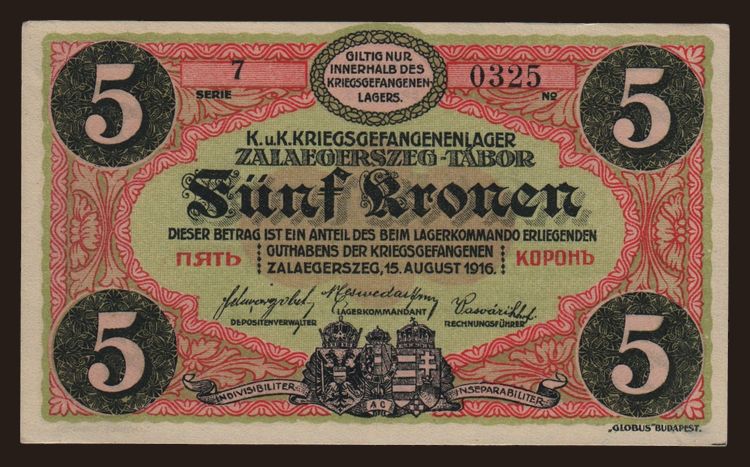 5
7
SERIE
GILTIG NUR
INNERHALB DES
KRIEGSGEFANGENEN-
LAGERS.
0325
No
5
K.u.K.KRIEGSGEFANGENENLAGER
ZALAEGERSZEG-TÁBOR
Fünf Kronen
DIESER BETRAG IST EIN ANTEIL DES BEIM LAGERKOMMANDO ERLIEGENDEN
GUTHABENS DER KRIEGSGEFANGENEN
ПЯТЬ
ZALAEGERSZEG, 15. AUGUST 1916.
КОРОНЬ
DEPOSITENVERWALTER
LAGERKOMMANDANT
RECHNUNGSFÜHRER
5
5
INDIVISIBILITER
AC
INSEPARABILITER
„GLOBUS" BUDAPEST.